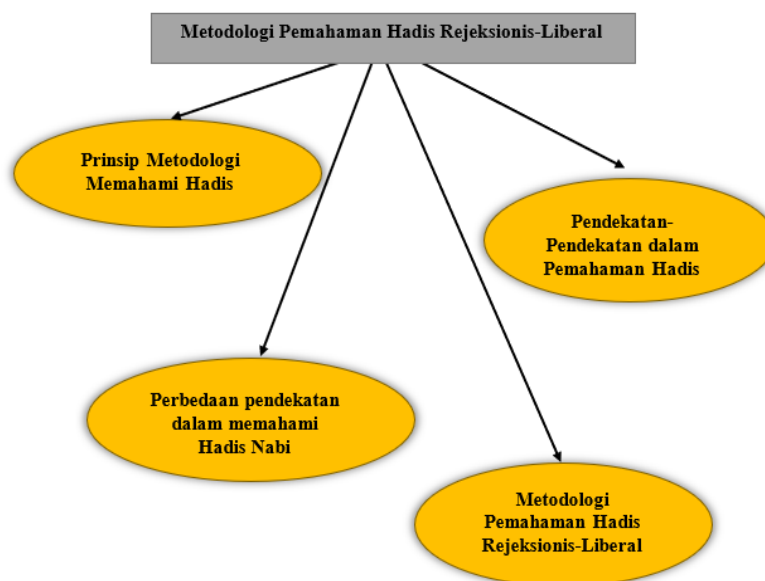 Metodologi Pemahaman Hadis Rejeksionis-Liberal
Prinsip Metodologi
Memahami Hadis
Pendekatan-
Pendekatan dalam
Pemahaman Hadis
Perbedaan pendekatan
dalam memahami
Hadis Nabi
Metodologi
Pemahaman Hadis
Rejeksionis-Liberal